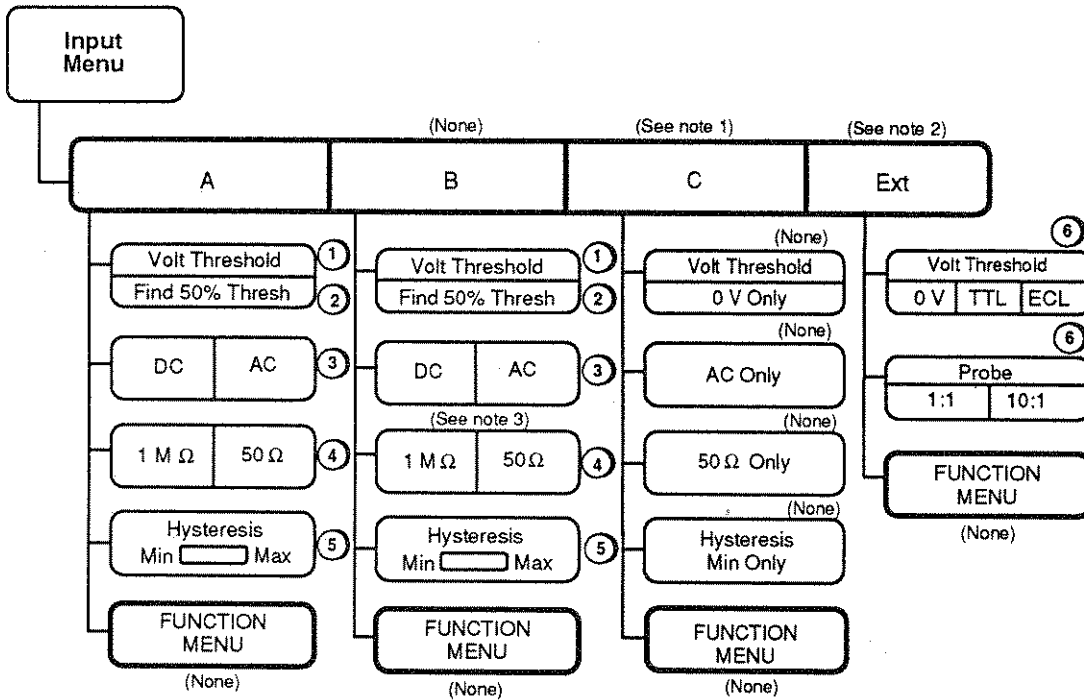 Input
Menu
(None)
(See note 1)
(See note 2)
A
B
C
Ext
Volt Threshold
1
Find 50% Thresh
2
DC
AC
3
1 M Ω
50 Ω
4
Hysteresis
Min
Max
5
FUNCTION
MENU
(None)
Volt Threshold
1
Find 50% Thresh
2
DC
AC
3
(See note 3)
1 M Ω
50 Ω
4
Hysteresis
Min
Max
5
FUNCTION
MENU
(None)
(None)
Volt Threshold
0 V Only
(None)
AC Only
(None)
50 Ω Only
(None)
Hysteresis
Min Only
FUNCTION
MENU
(None)
6
Volt Threshold
0 V
TTL
ECL
6
Probe
1:1
10:1
FUNCTION
MENU
(None)